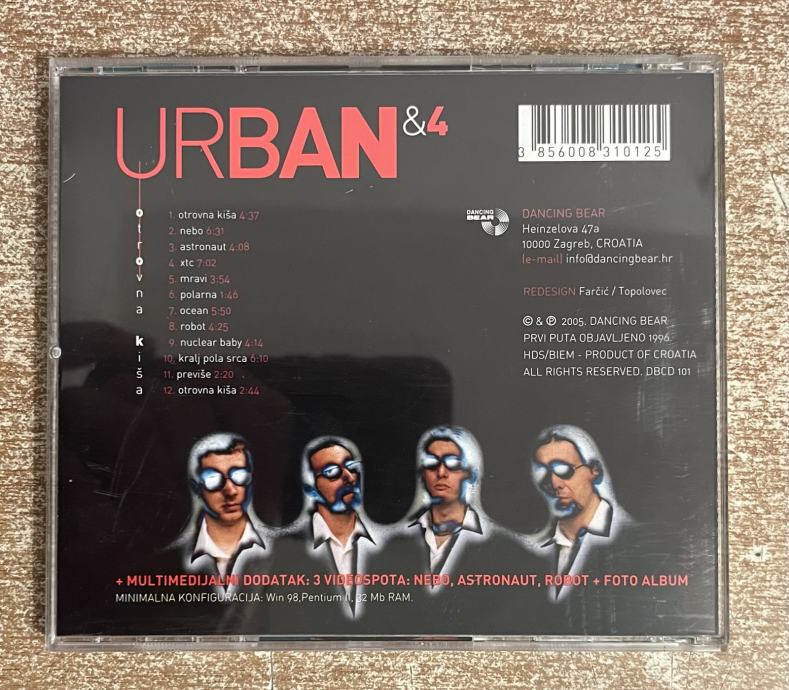 URBAN&4
3 856008 310125
otrovna kiša
1. otrovna kiša 4:37
2. nebo 6:31
3. astronaut 4:08
4. xtc 7:02
5. mravi 3:54
6. polarna 1:46
7. ocean 5:50
8. robot 4:25
9. nuclear baby 4:14
10. kralj pola srca 6:10
11. previše 2:20
12. otrovna kiša 2:44
DANCING
BEAR
DANCING BEAR
Heinzelova 47a
10000 Zagreb, CROATIA
(e-mail) info@dancingbear.hr
REDESIGN Farčić / Topolovec
© & ℗ 2005. DANCING BEAR
PRVI PUTA OBJAVLJENO 1996
HDS/BIEM - PRODUCT OF CROATIA
ALL RIGHTS RESERVED. DBCD 101
+ MULTIMEDIJALNI DODATAK: 3 VIDEOSPOTA: NEBO, ASTRONAUT, ROBOT + FOTO ALBUM
MINIMALNA KONFIGURACIJA: Win 98,Pentium II, 32 Mb RAM.